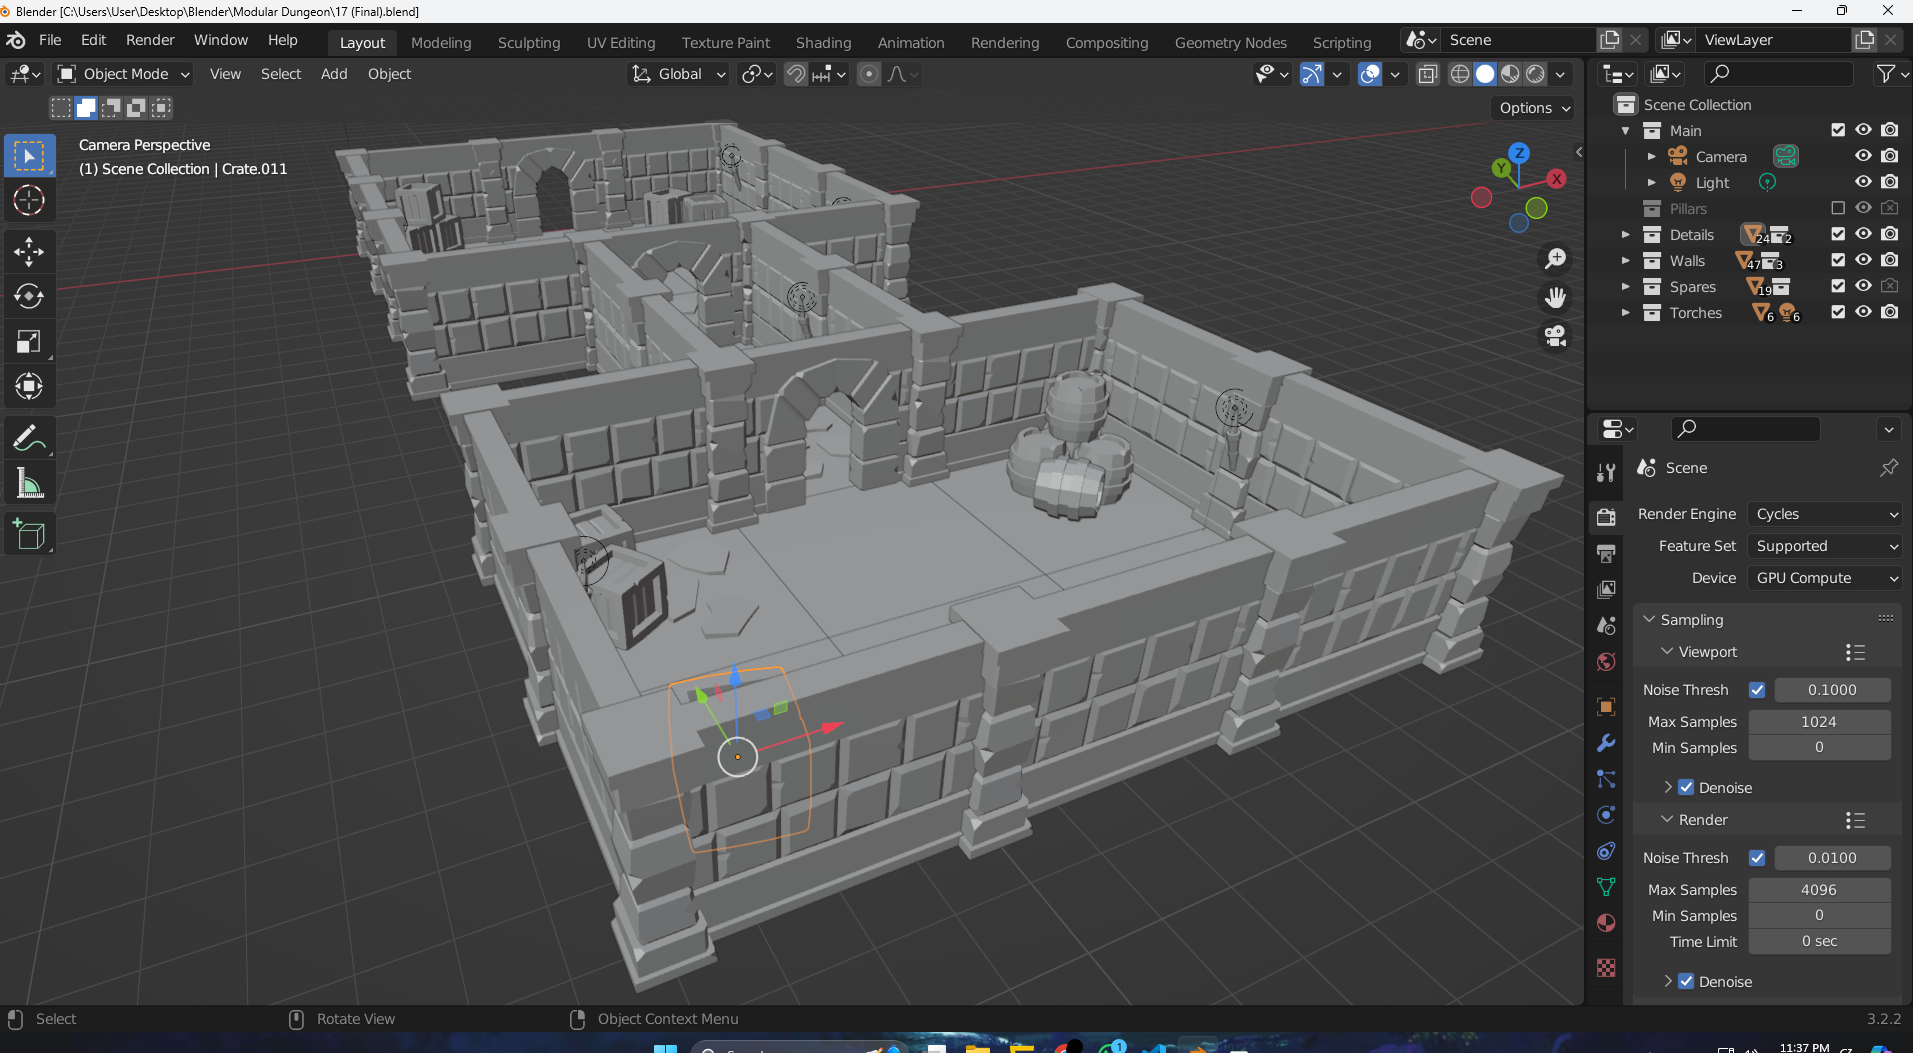 Blender [C:\Users\User\Desktop\Blender\Modular Dungeon\17 (Final).blend]
File Edit Render Window Help Layout Modeling Sculpting UV Editing Texture Paint Shading Animation Rendering Compositing Geometry Nodes Scripting Scene ViewLayer
Object Mode View Select Add Object Global
Options
Camera Perspective
(1) Scene Collection | Crate.011
Z
Y
X
Scene Collection
Main
Camera
Light
Pillars
Details 24 2
Walls 47 3
Spares 19
Torches 6 6
Scene
Render Engine Cycles
Feature Set Supported
Device GPU Compute
Sampling
Viewport
Noise Thresh 0.1000
Max Samples 1024
Min Samples 0
Denoise
Render
Noise Thresh 0.0100
Max Samples 4096
Min Samples 0
Time Limit 0 sec
Denoise
Select Rotate View Object Context Menu 3.2.2
1
11:37 PM